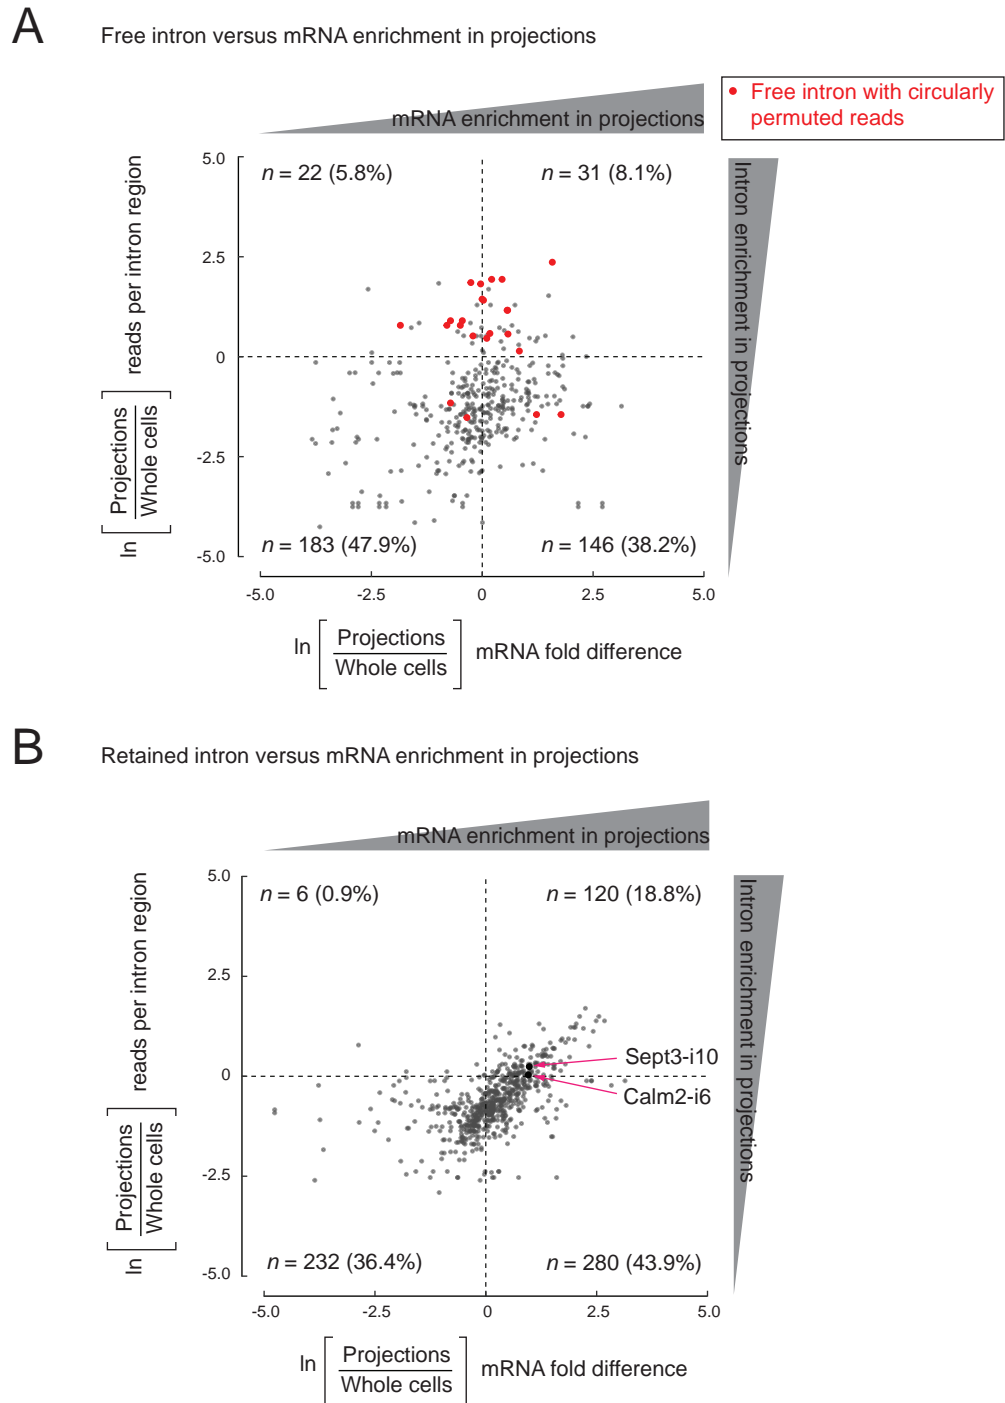 A
Free intron versus mRNA enrichment in projections
mRNA enrichment in projections
Free intron with circularly
permuted reads
n = 22 (5.8%)
n = 31 (8.1%)
n = 183 (47.9%)
n = 146 (38.2%)
5.0
2.5
0
-2.5
-5.0
-5.0
-2.5
0
2.5
5.0
ln [Projections
Whole cells] reads per intron region
Intron enrichment in projections
ln [Projections
Whole cells] mRNA fold difference
B
Retained intron versus mRNA enrichment in projections
mRNA enrichment in projections
n = 6 (0.9%)
n = 120 (18.8%)
Sept3-i10
Calm2-i6
n = 232 (36.4%)
n = 280 (43.9%)
5.0
2.5
0
-2.5
-5.0
-5.0
-2.5
0
2.5
5.0
ln [Projections
Whole cells] reads per intron region
Intron enrichment in projections
ln [Projections
Whole cells] mRNA fold difference